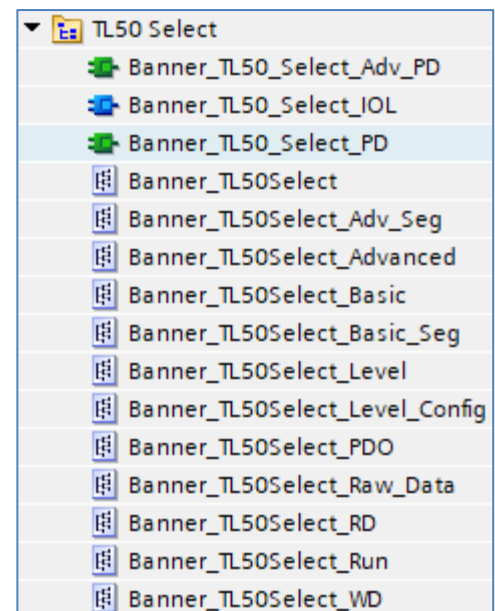 TL50 Select
Banner_TL50_Select_Adv_PD
Banner_TL50_Select_IOL
Banner_TL50_Select_PD
Banner_TL50Select
Banner_TL50Select_Adv_Seg
Banner_TL50Select_Advanced
Banner_TL50Select_Basic
Banner_TL50Select_Basic_Seg
Banner_TL50Select_Level
Banner_TL50Select_Level_Config
Banner_TL50Select_PDO
Banner_TL50Select_Raw_Data
Banner_TL50Select_RD
Banner_TL50Select_Run
Banner_TL50Select_WD